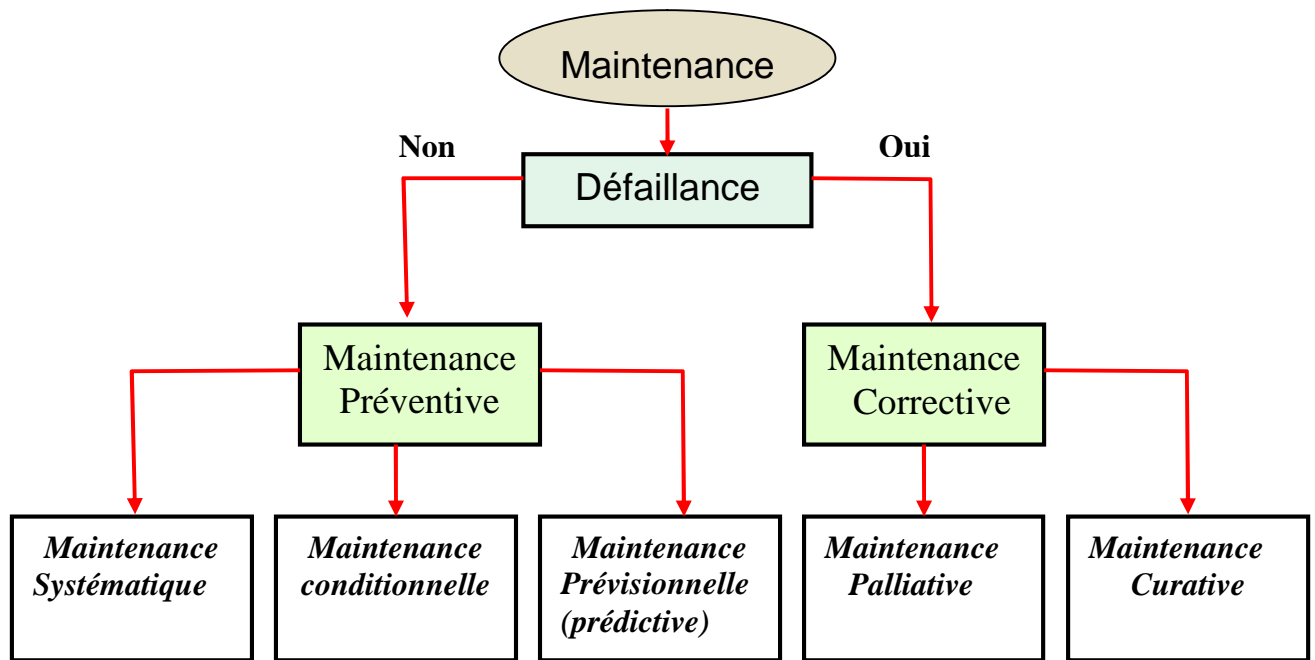 Maintenance
Non
Oui
Défaillance
Maintenance
Préventive
Maintenance
Corrective
Maintenance
Systématique
Maintenance
conditionnelle
Maintenance
Prévisionnelle
(prédictive)
Maintenance
Palliative
Maintenance
Curative